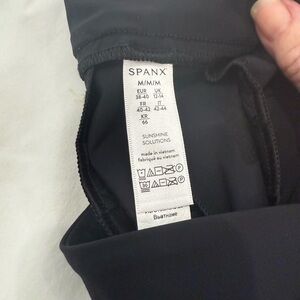 SPANX
M/M/M
EUR UK
38-40 12-14
FR IT
40-42 42-44
KR
66
SUNSHINE
SOLUTIONS
made in vietnam
fabriqué au vietnam